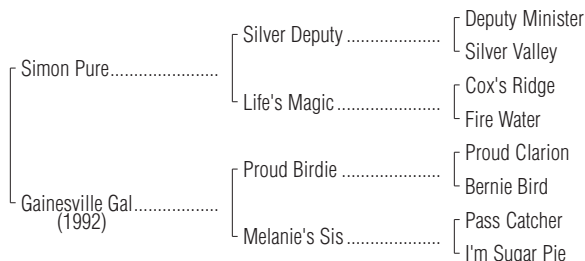 Deputy Minister
Silver Deputy ....................
Silver Valley
Simon Pure.......................
Cox's Ridge
Life's Magic ......................
Fire Water
Proud Clarion
Proud Birdie .....................
Bernie Bird
Gainesville Gal..................
(1992)
Pass Catcher
Melanie's Sis ....................
I'm Sugar Pie